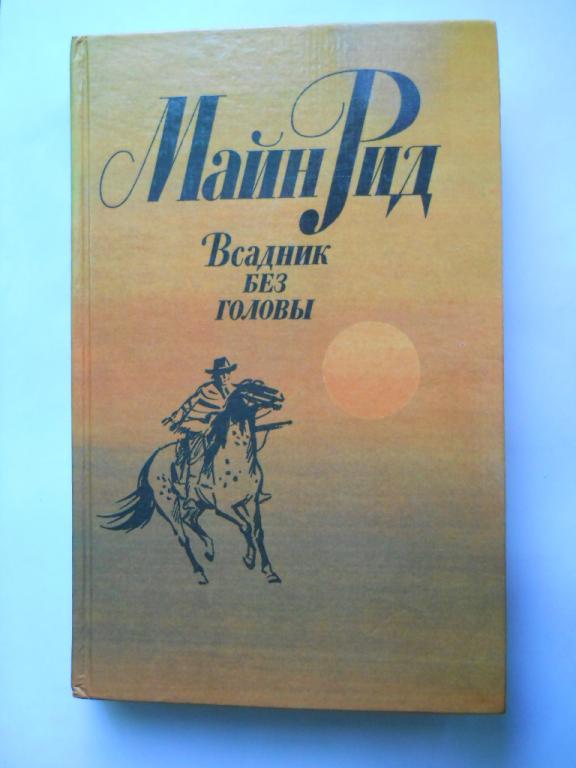 Майн Рид
Всадник
без
головы